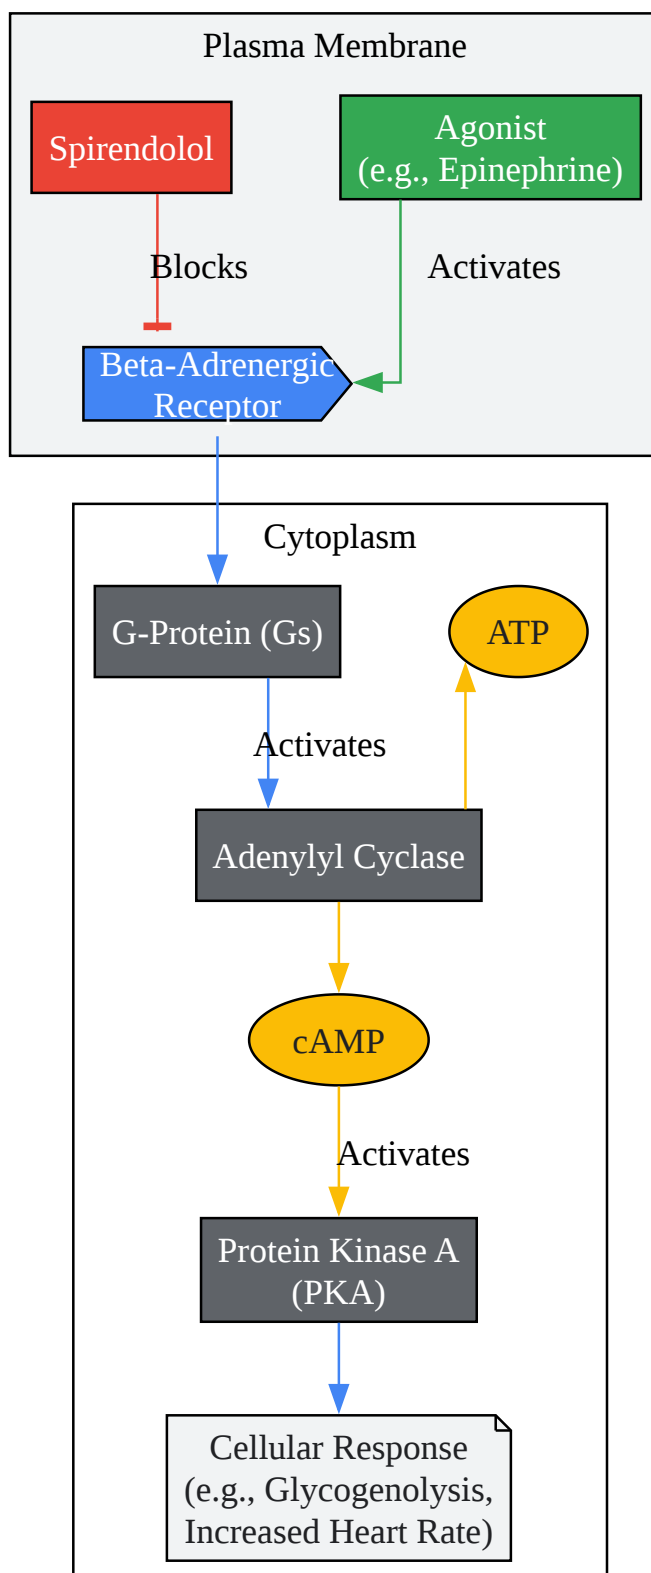 Plasma Membrane
Spirendolol
Agonist
(e.g., Epinephrine)
Blocks
Activates
Beta-Adrenergic
Receptor
Cytoplasm
G-Protein (Gs)
ATP
Activates
Adenylyl Cyclase
cAMP
Activates
Protein Kinase A
(PKA)
Cellular Response
(e.g., Glycogenolysis,
Increased Heart Rate)